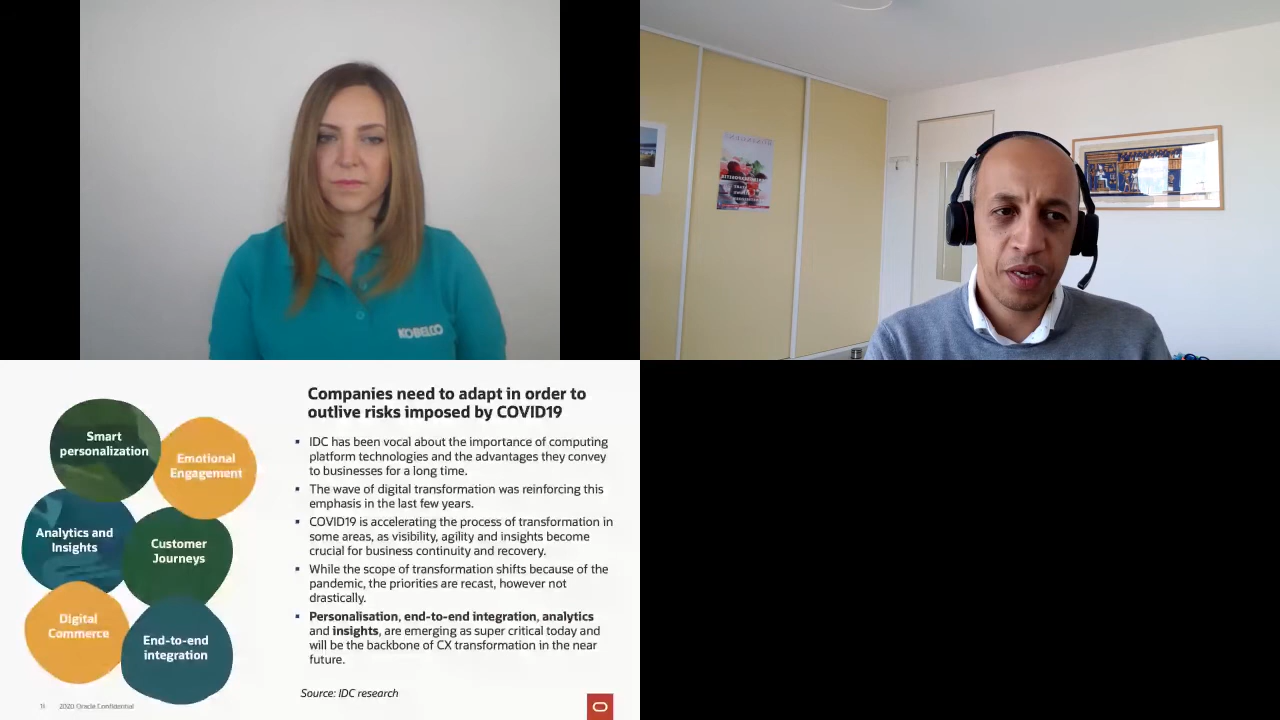 KOBELCO
Companies need to adapt in order to
outlive risks imposed by COVID19
Smart
personalization
Emotional
Engagement
Analytics and
Insights
Customer
Journeys
Digital
Commerce
End-to-end
integration
▪ IDC has been vocal about the importance of computing
platform technologies and the advantages they convey
to businesses for a long time.
▪ The wave of digital transformation was reinforcing this
emphasis in the last few years.
▪ COVID19 is accelerating the process of transformation in
some areas, as visibility, agility and insights become
crucial for business continuity and recovery.
▪ While the scope of transformation shifts because of the
pandemic, the priorities are recast, however not
drastically.
▪ Personalisation, end-to-end integration, analytics
and insights, are emerging as super critical today and
will be the backbone of CX transformation in the near
future.
Source: IDC research
2020 Oracle Confidential